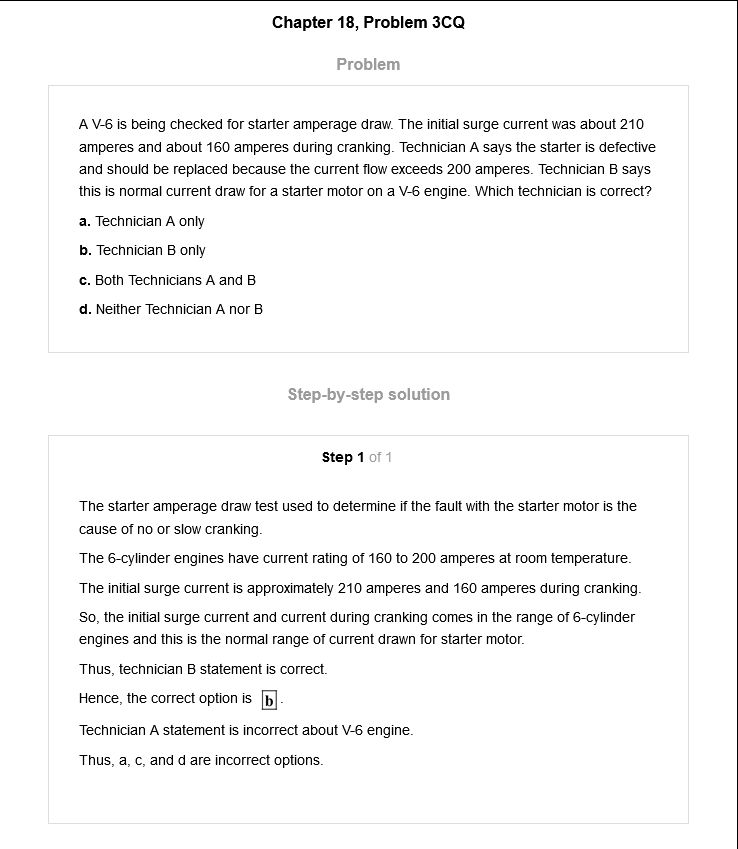 Chapter 18, Problem 3CQ
Problem
A V-6 is being checked for starter amperage draw. The initial surge current was about 210
amperes and about 160 amperes during cranking. Technician A says the starter is defective
and should be replaced because the current flow exceeds 200 amperes. Technician B says
this is normal current draw for a starter motor on a V-6 engine. Which technician is correct?
a. Technician A only
b. Technician B only
c. Both Technicians A and B
d. Neither Technician A nor B
Step-by-step solution
Step 1 of 1
The starter amperage draw test used to determine if the fault with the starter motor is the
cause of no or slow cranking.
The 6-cylinder engines have current rating of 160 to 200 amperes at room temperature.
The initial surge current is approximately 210 amperes and 160 amperes during cranking.
So, the initial surge current and current during cranking comes in the range of 6-cylinder
engines and this is the normal range of current drawn for starter motor.
Thus, technician B statement is correct.
Hence, the correct option is b.
Technician A statement is incorrect about V-6 engine.
Thus, a, c, and d are incorrect options.